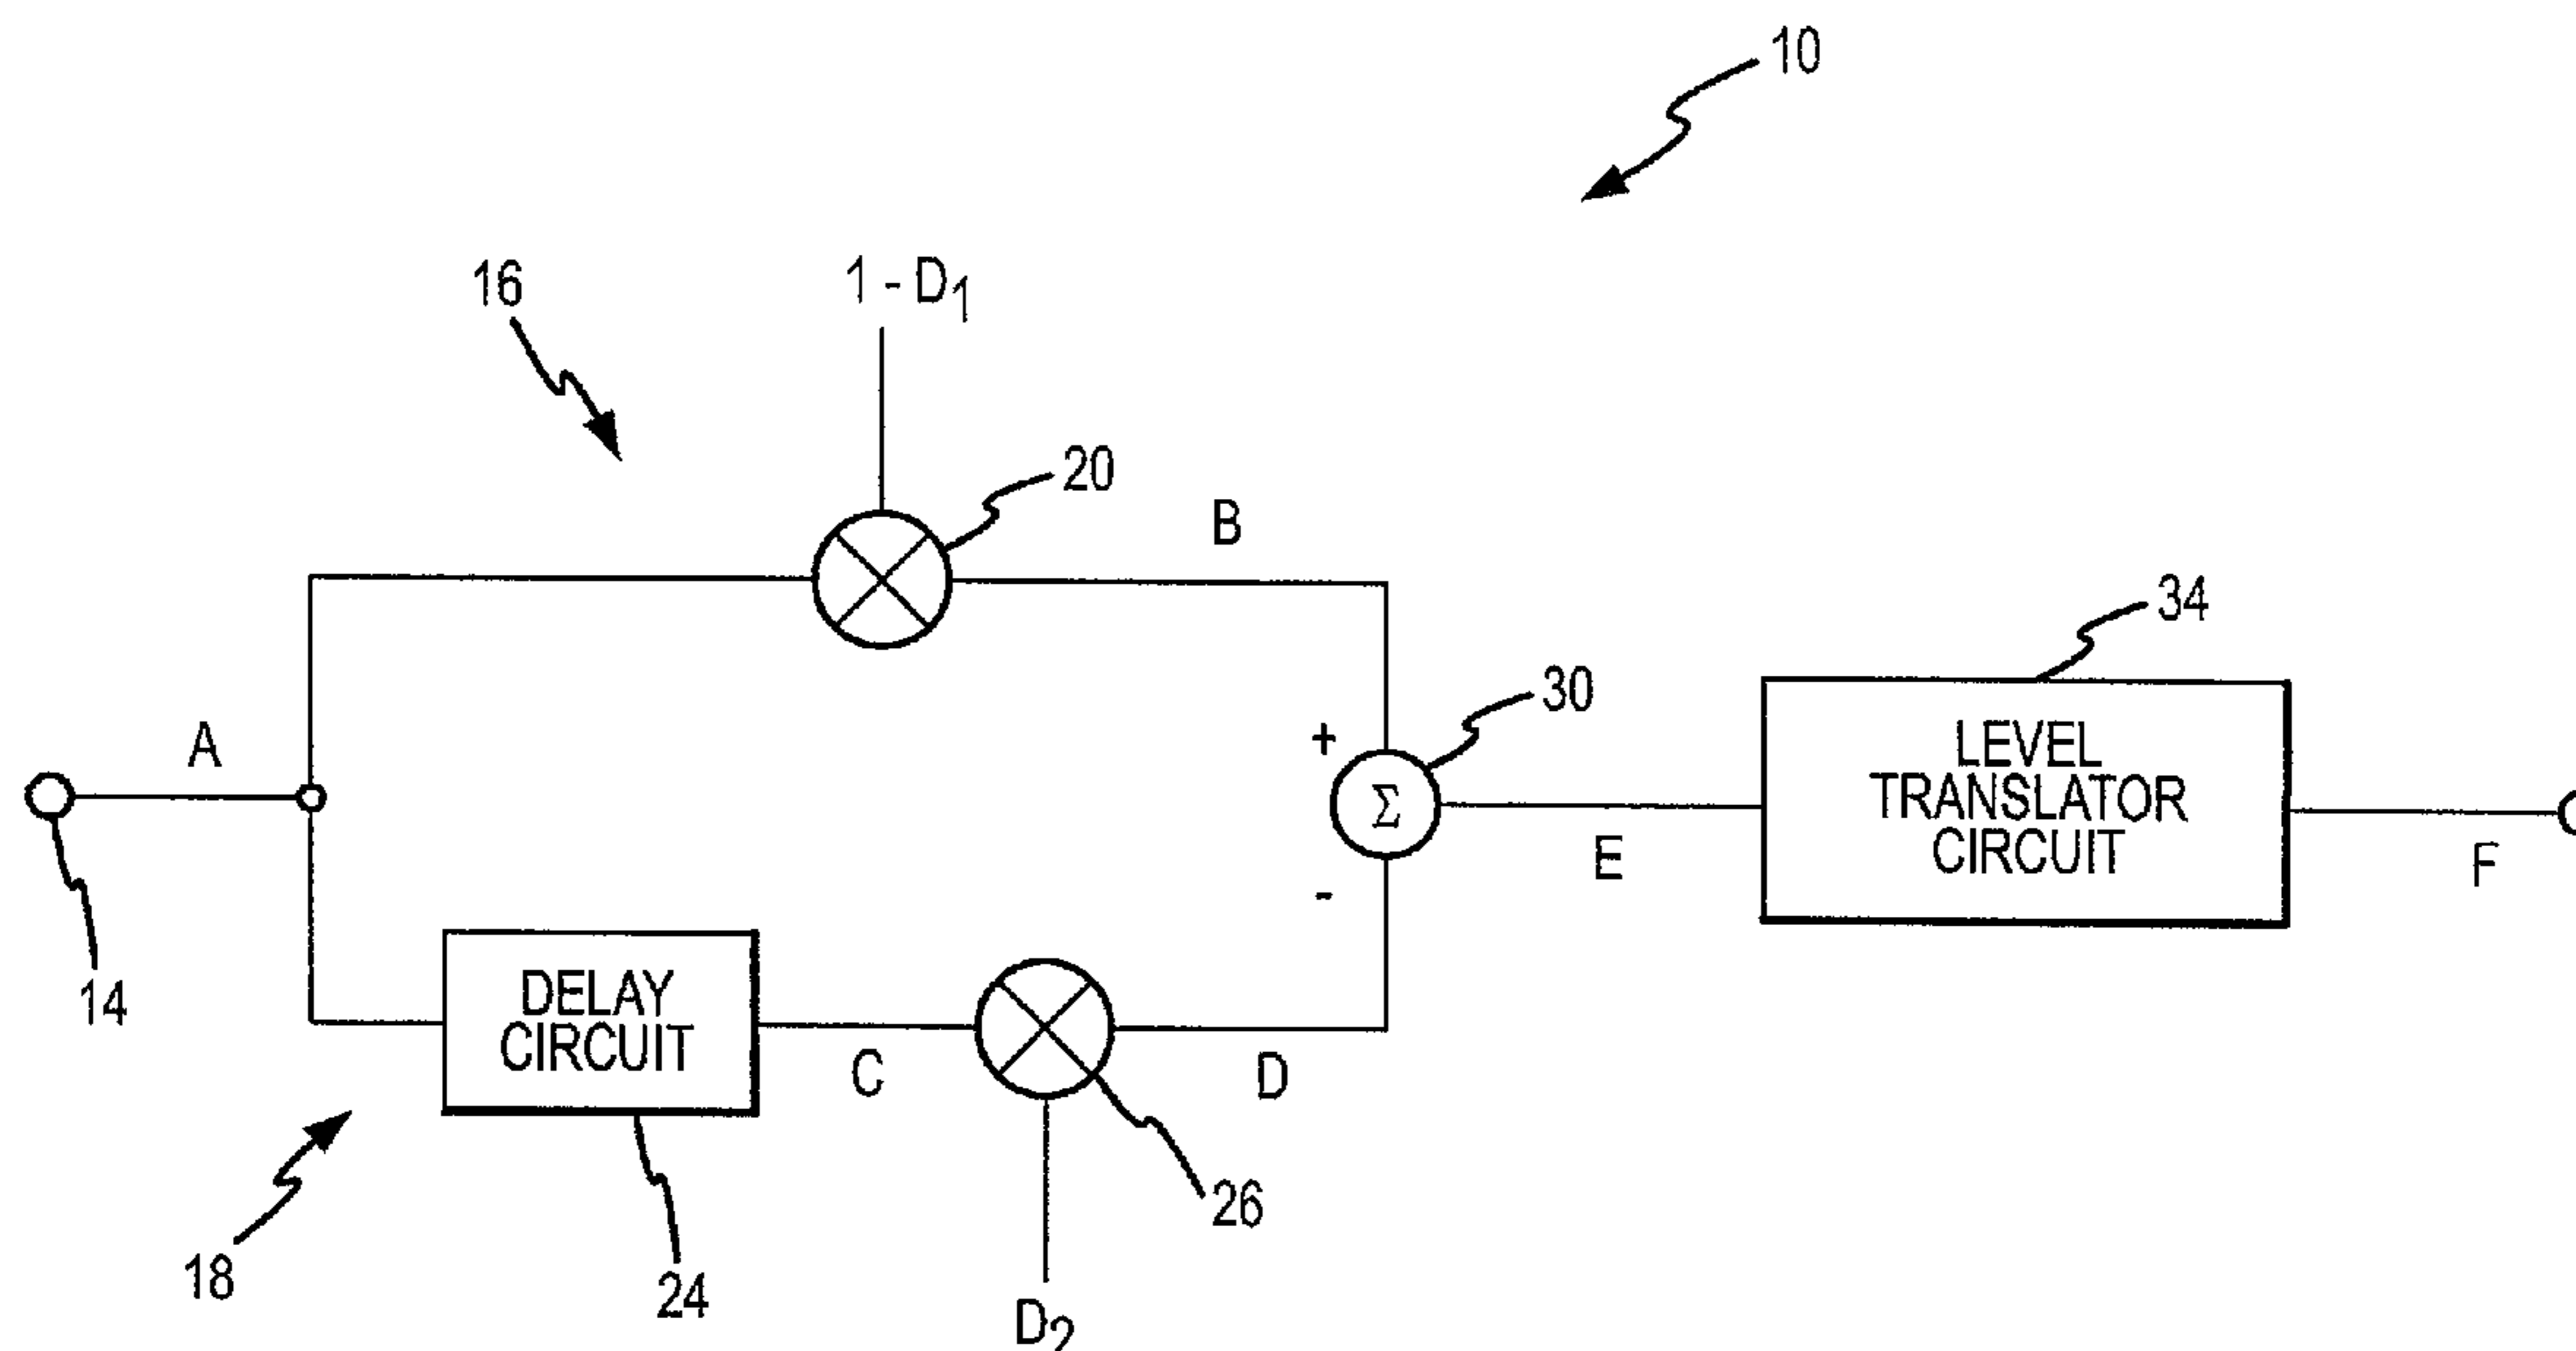 10
16
1 - D1
20
B
34
30
A
+
LEVEL
TRANSLATOR
CIRCUIT
Σ
E
-
F
DELAY
CIRCUIT
14
C
D
26
18
24
D2